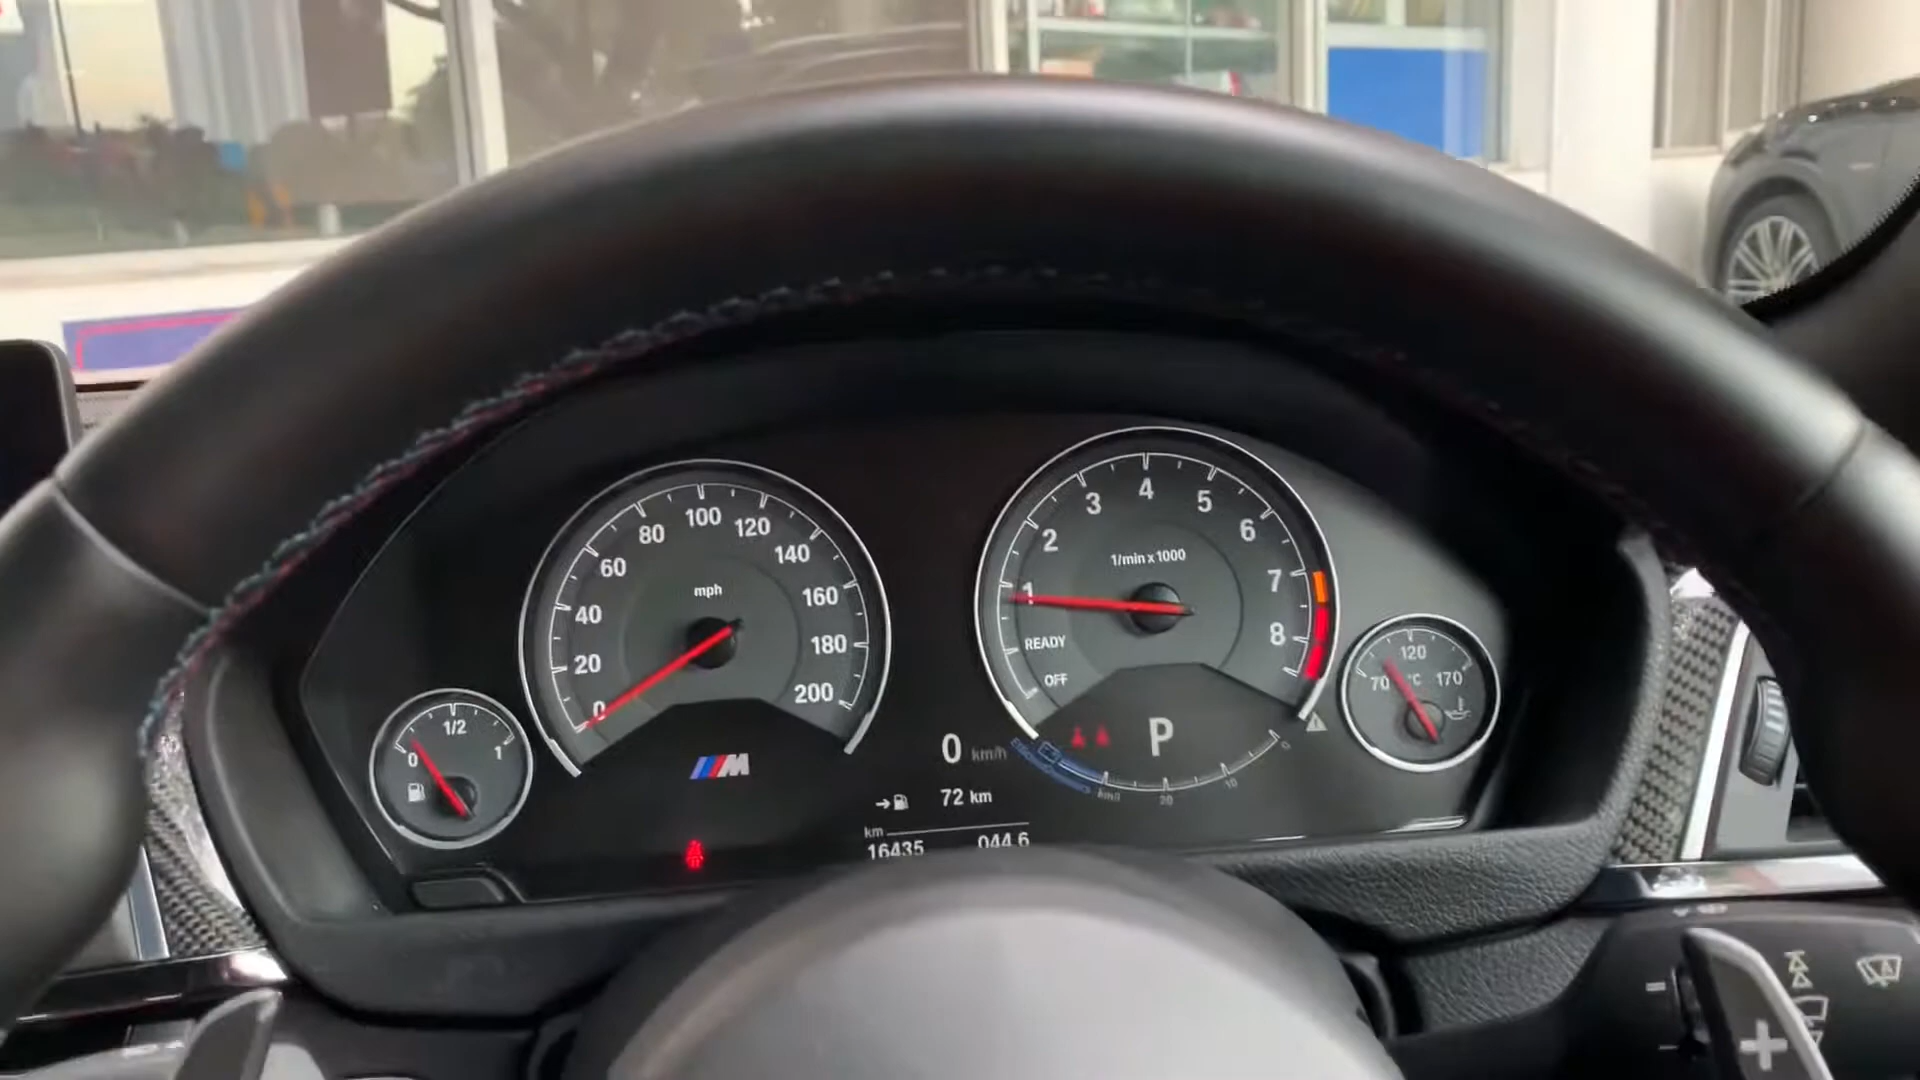 0
20
40
60
80
100
120
140
160
180
200
mph
M
OFF
READY
1
2
3
4
5
6
7
8
1/min x 1000
0
1/2
1
70
120
170
°C
P
0 km/h
72 km
km
16435 044.6
km/l
20
10
0
+
−
A